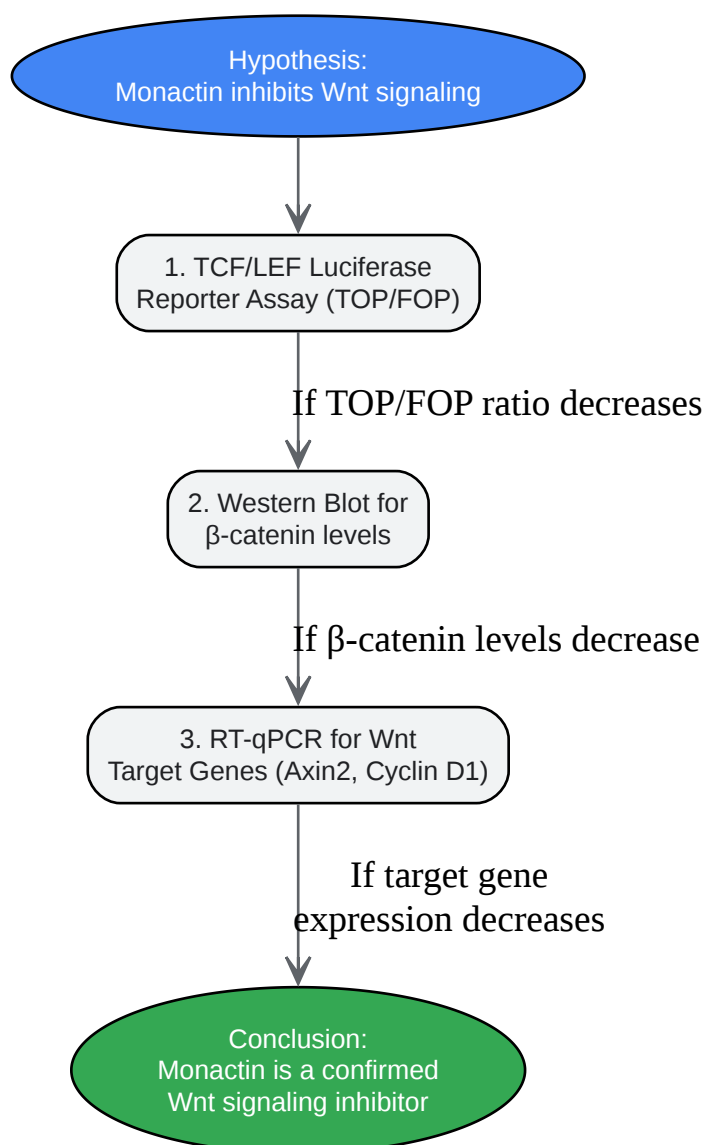 Hypothesis:
Monactin inhibits Wnt signaling
1. TCF/LEF Luciferase
Reporter Assay (TOP/FOP)
If TOP/FOP ratio decreases
2. Western Blot for
β-catenin levels
If β-catenin levels decrease
3. RT-qPCR for Wnt
Target Genes (Axin2, Cyclin D1)
If target gene
expression decreases
Conclusion:
Monactin is a confirmed
Wnt signaling inhibitor